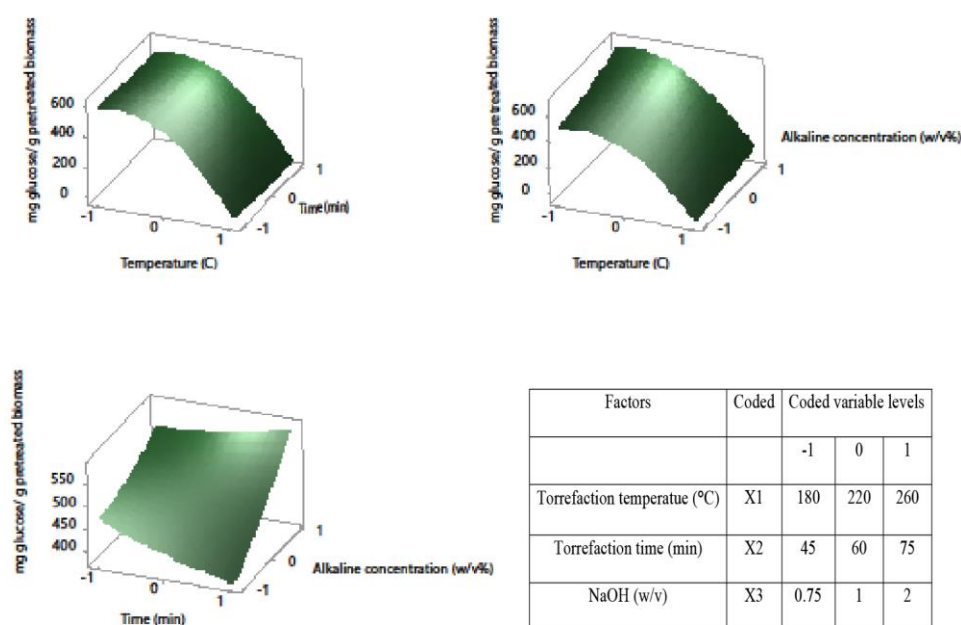 mg glucose/ g pretreated biomass
600
400
200
0
-1
0
1
-1
0
1
Temperature (C)
Time(min)
mg glucose/ g pretreated biomass
600
400
200
0
-1
0
1
-1
0
1
Temperature (C)
Alkaline concentration (w/v%)
mg glucose/ g pretreated biomass
550
500
450
400
-1
0
1
-1
0
1
Time (min)
Alkaline concentration (w/v%)
Factors Coded Coded variable levels
-1 0 1
Torrefaction temperatue (°C) X1 180 220 260
Torrefaction time (min) X2 45 60 75
NaOH (w/v) X3 0.75 1 2